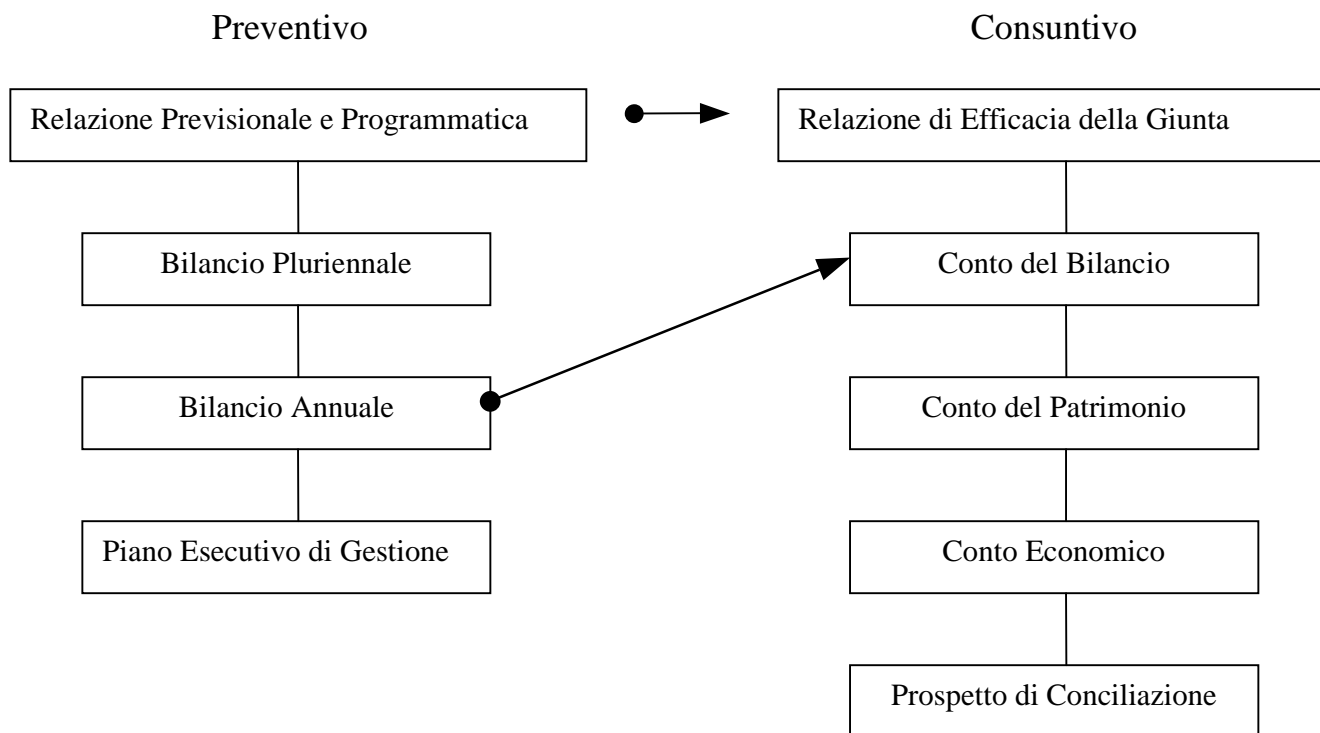 Preventivo
Consuntivo
Relazione Previsionale e Programmatica
Relazione di Efficacia della Giunta
Bilancio Pluriennale
Conto del Bilancio
Bilancio Annuale
Conto del Patrimonio
Piano Esecutivo di Gestione
Conto Economico
Prospetto di Conciliazione